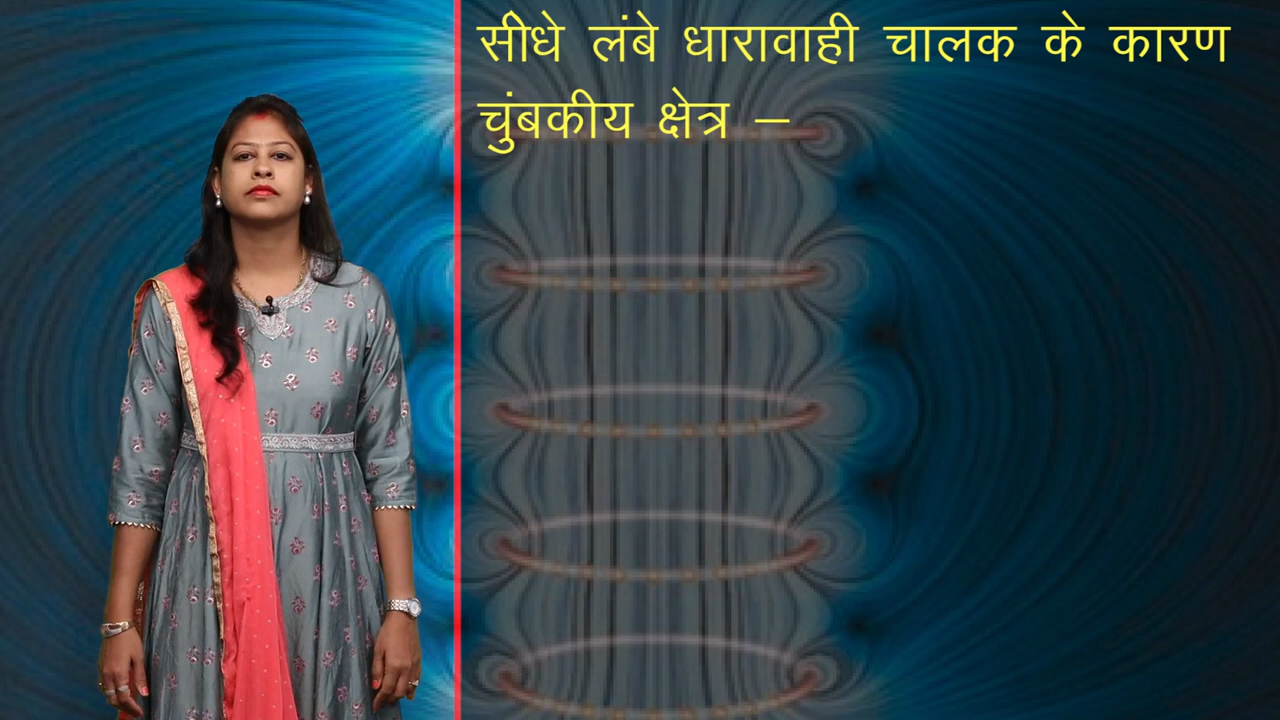 सीधे लंबे धारावाही चालक के कारण
चुंबकीय क्षेत्र –